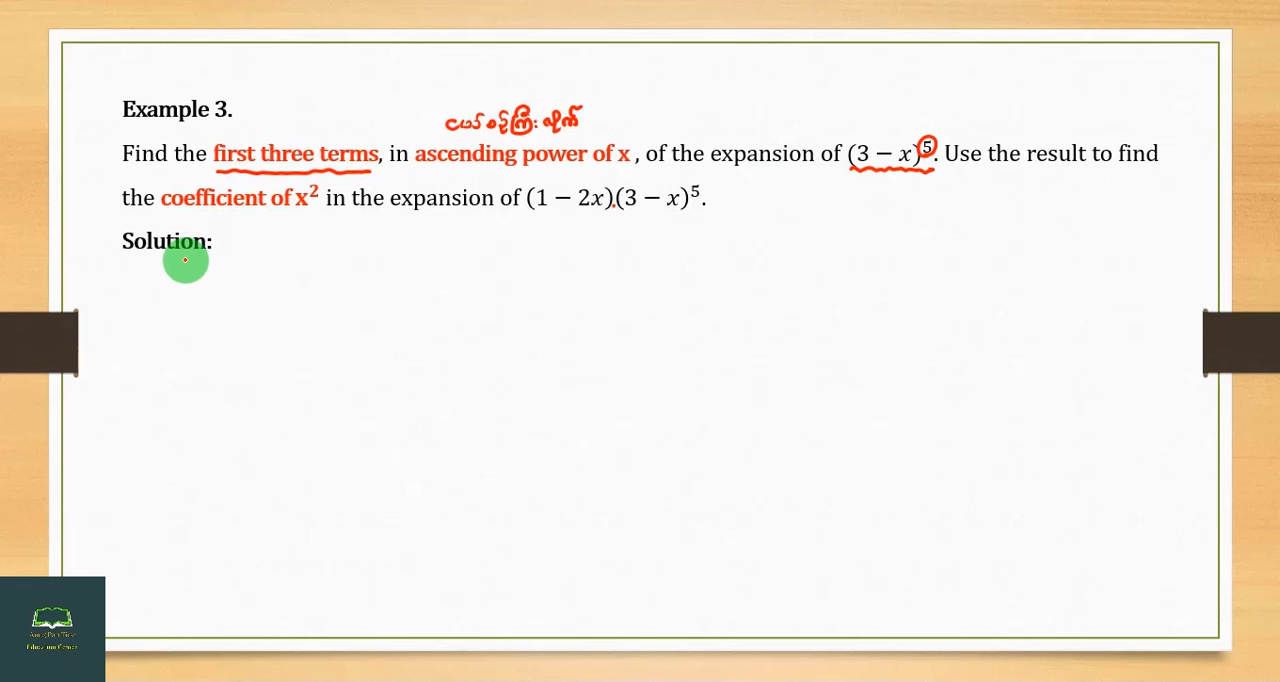 Example 3.
ငယ်စဉ်ကြီးလိုက်
Find the first three terms, in ascending power of x , of the expansion of (3 − x)⁵. Use the result to find
the coefficient of x² in the expansion of (1 − 2x)(3 − x)⁵.
Solution:
Education Center